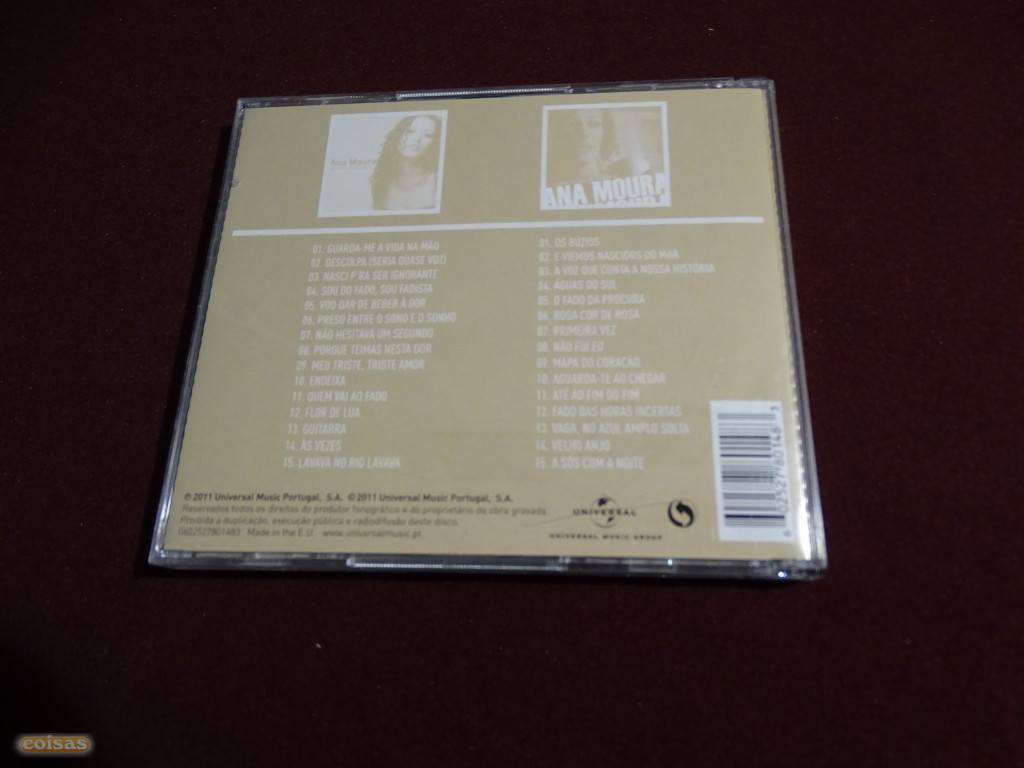 Ana Moura
ANA MOURA
01. GUARDA-ME A VIDA NA MÃO
02. DESCULPA (SERIA QUASE VOZ)
03. NASCI P'RA SER IGNORANTE
04. SOU DO FADO, SOU FADISTA
05. VOU DAR DE BEBER À DOR
06. PRESO ENTRE O SONO E O SONHO
07. NÃO HESITAVA UM SEGUNDO
08. PORQUE TEIMAS NESTA DOR
09. MEU TRISTE, TRISTE AMOR
10. ENDEIXA
11. QUEM VAI AO FADO
12. FLOR DE LUA
13. GUITARRA
14. ÀS VEZES
15. LAVAVA NO RIO LAVAVA
01. OS BÚZIOS
02. E VIEMOS NASCIDOS DO MAR
03. A VOZ QUE CONTA A NOSSA HISTÓRIA
04. ÁGUAS DO SUL
05. O FADO DA PROCURA
06. ROSA COR DE ROSA
07. PRIMEIRA VEZ
08. NÃO FUI EU
09. MAPA DO CORAÇÃO
10. AGUARDA-TE AO CHEGAR
11. ATÉ AO FIM DO FIM
12. FADO DAS HORAS INCERTAS
13. VAGA, NO AZUL AMPLO SOLTA
14. VELHO ANJO
15. A SÓS COM A NOITE
℗ 2011 Universal Music Portugal, S.A. © 2011 Universal Music Portugal, S.A.
Reservados todos os direitos do produtor fonográfico e do proprietário da obra gravada.
Proibida a duplicação, execução pública e radiodifusão deste disco.
0602527801483 Made in the E.U. www.universalmusic.pt
UNIVERSAL
UNIVERSAL MUSIC GROUP
6 02527 80148 3
coisas